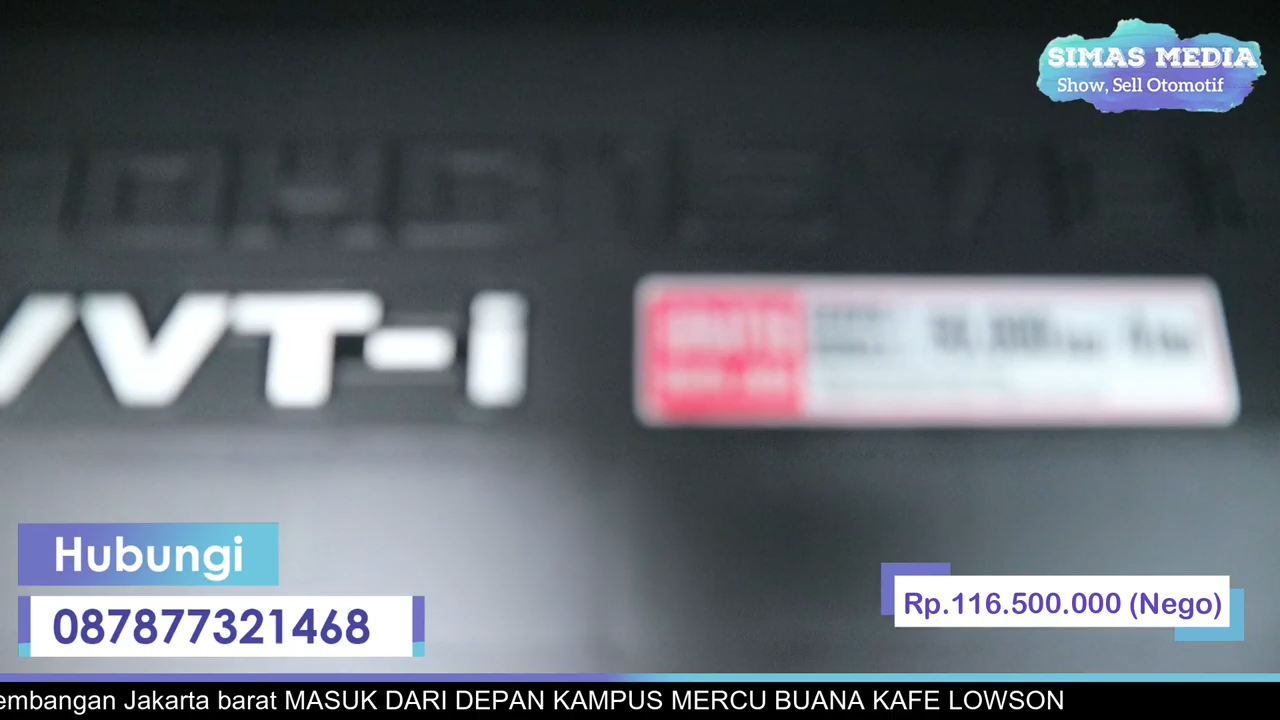 SIMAS MEDIA
Show, Sell Otomotif
VVT-i
Hubungi
087877321468
Rp.116.500.000 (Nego)
embangan Jakarta barat MASUK DARI DEPAN KAMPUS MERCU BUANA KAFE LOWSON